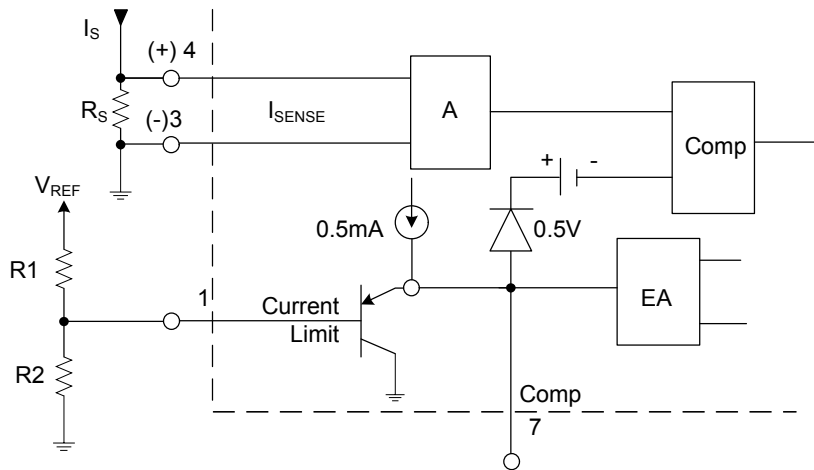 I_S
(+) 4
R_S
(-)3
I_SENSE
A
Comp
+ -
V_REF
0.5mA
0.5V
R1
1
Current
Limit
EA
R2
Comp
7